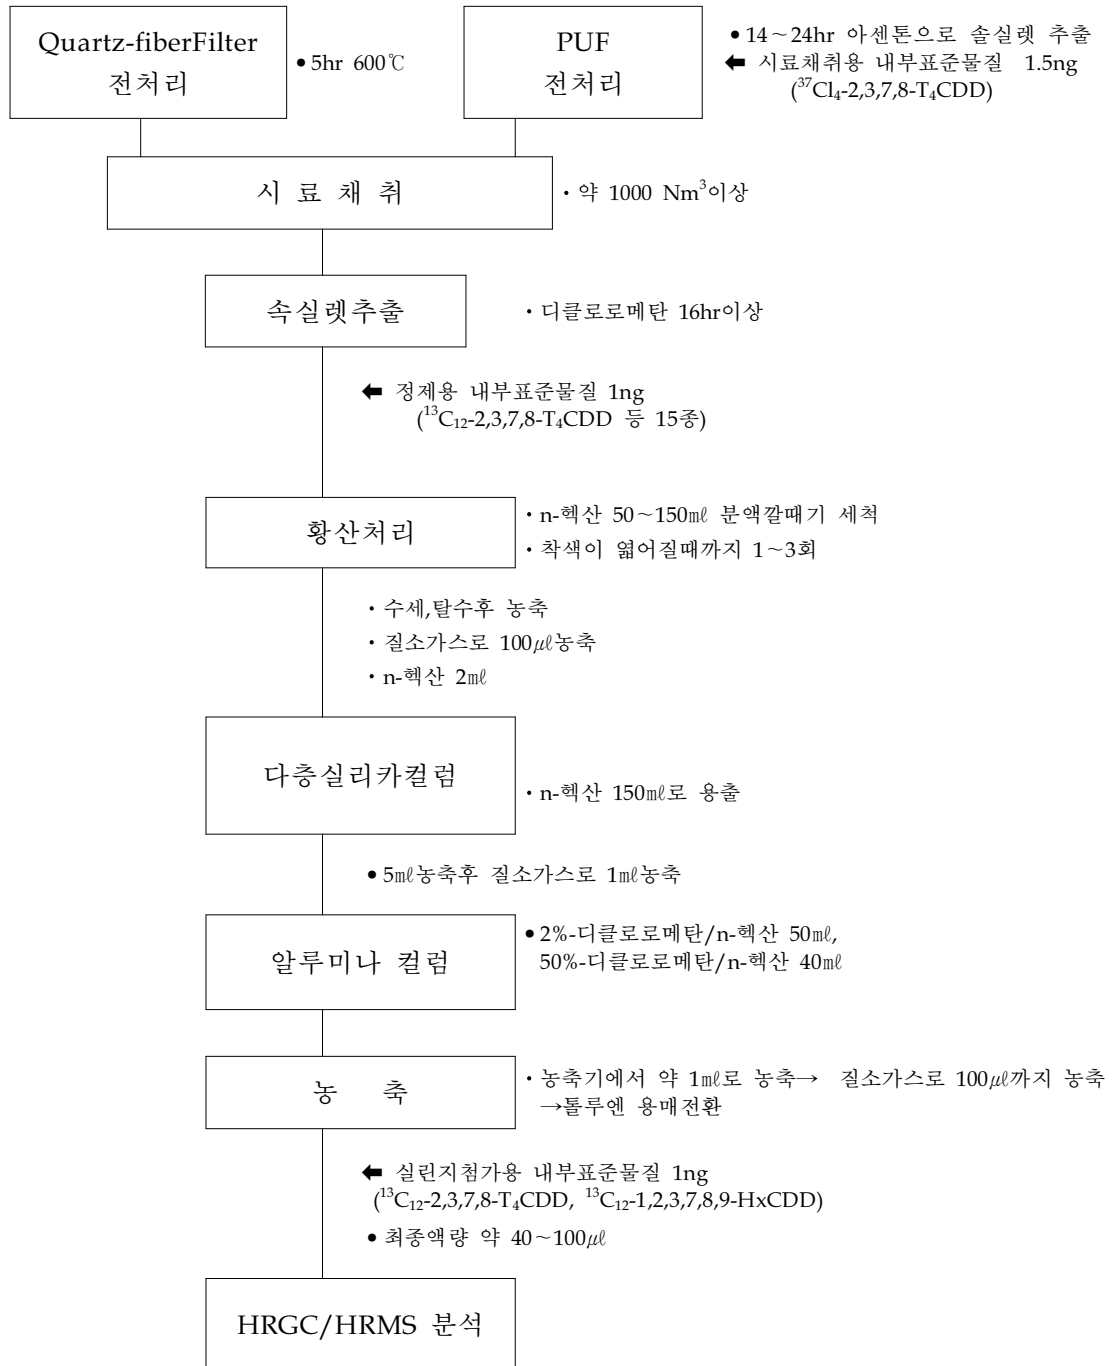 Quartz-fiberFilter
전처리
• 5hr 600℃
PUF
전처리
• 14~24hr 아센톤으로 솔실렛 추출
⬅ 시료채취용 내부표준물질 1.5ng
(³⁷Cl₄-2,3,7,8-T₄CDD)
시 료 채 취
· 약 1000 Nm³이상
속실렛추출
· 디클로로메탄 16hr이상
⬅ 정제용 내부표준물질 1ng
(¹³C₁₂-2,3,7,8-T₄CDD 등 15종)
황산처리
· n-헥산 50~150㎖ 분액깔때기 세척
· 착색이 엷어질때까지 1~3회
· 수세,탈수후 농축
· 질소가스로 100㎕농축
· n-헥산 2㎖
다층실리카컬럼
· n-헥산 150㎖로 용출
• 5㎖농축후 질소가스로 1㎖농축
알루미나 컬럼
• 2%-디클로로메탄/n-헥산 50㎖,
50%-디클로로메탄/n-헥산 40㎖
농 축
· 농축기에서 약 1㎖로 농축→ 질소가스로 100㎕까지 농축
→톨루엔 용매전환
⬅ 실린지첨가용 내부표준물질 1ng
(¹³C₁₂-2,3,7,8-T₄CDD, ¹³C₁₂-1,2,3,7,8,9-HxCDD)
• 최종액량 약 40~100㎕
HRGC/HRMS 분석